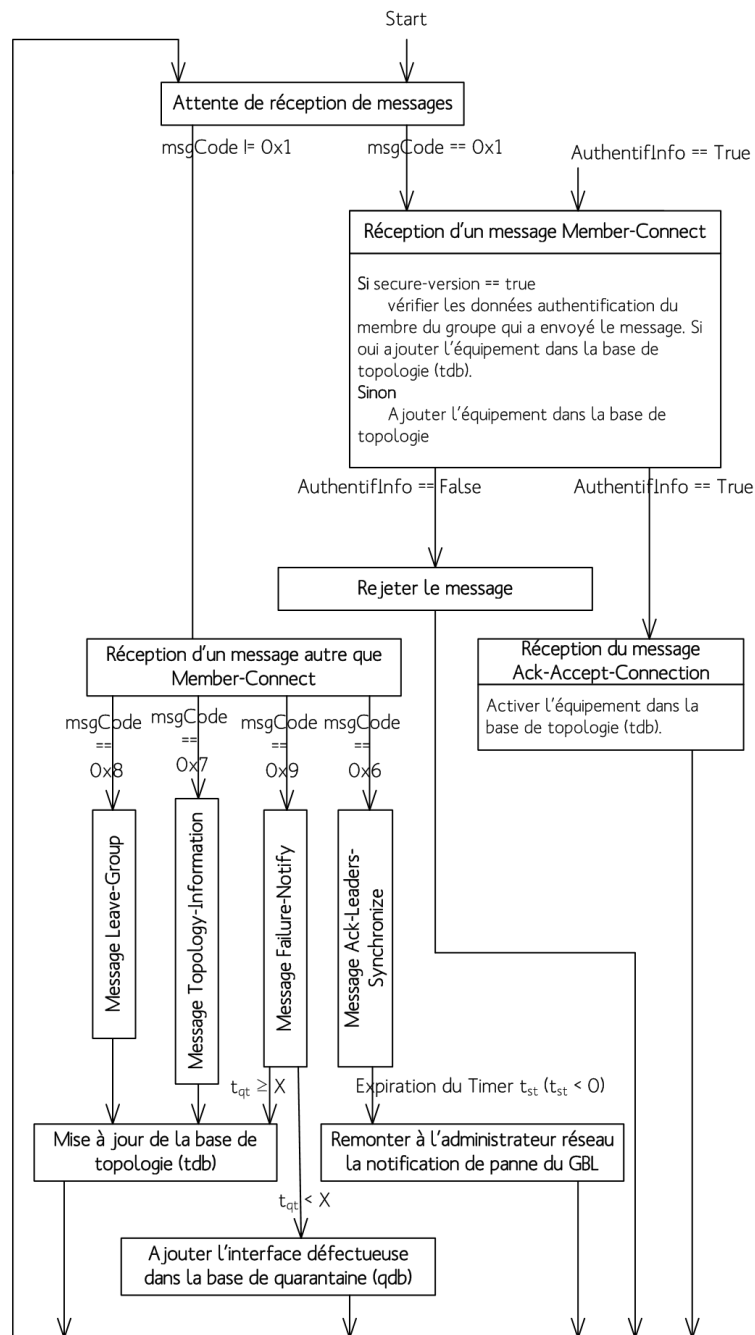 Start
Attente de réception de messages
msgCode != 0x1
msgCode == 0x1
AuthentifInfo == True
Réception d'un message Member-Connect
Si secure-version == true
vérifier les données authentification du
membre du groupe qui a envoyé le message. Si
oui ajouter l'équipement dans la base de
topologie (tdb).
Sinon
Ajouter l'équipement dans la base de
topologie
AuthentifInfo == False
AuthentifInfo == True
Rejeter le message
Réception d'un message autre que
Member-Connect
Réception du message
Ack-Accept-Connection
Activer l'équipement dans la
base de topologie (tdb).
msgCode
==
0x8
msgCode
==
0x7
msgCode
==
0x9
msgCode
==
0x6
Message Leave-Group
Message Topology-Information
Message Failure-Notify
Message Ack-Leaders-
Synchronize
t_qt ≥ X
Expiration du Timer t_st (t_st < 0)
Mise à jour de la base de
topologie (tdb)
Remonter à l'administrateur réseau
la notification de panne du GBL
t_qt < X
Ajouter l'interface défectueuse
dans la base de quarantaine (qdb)